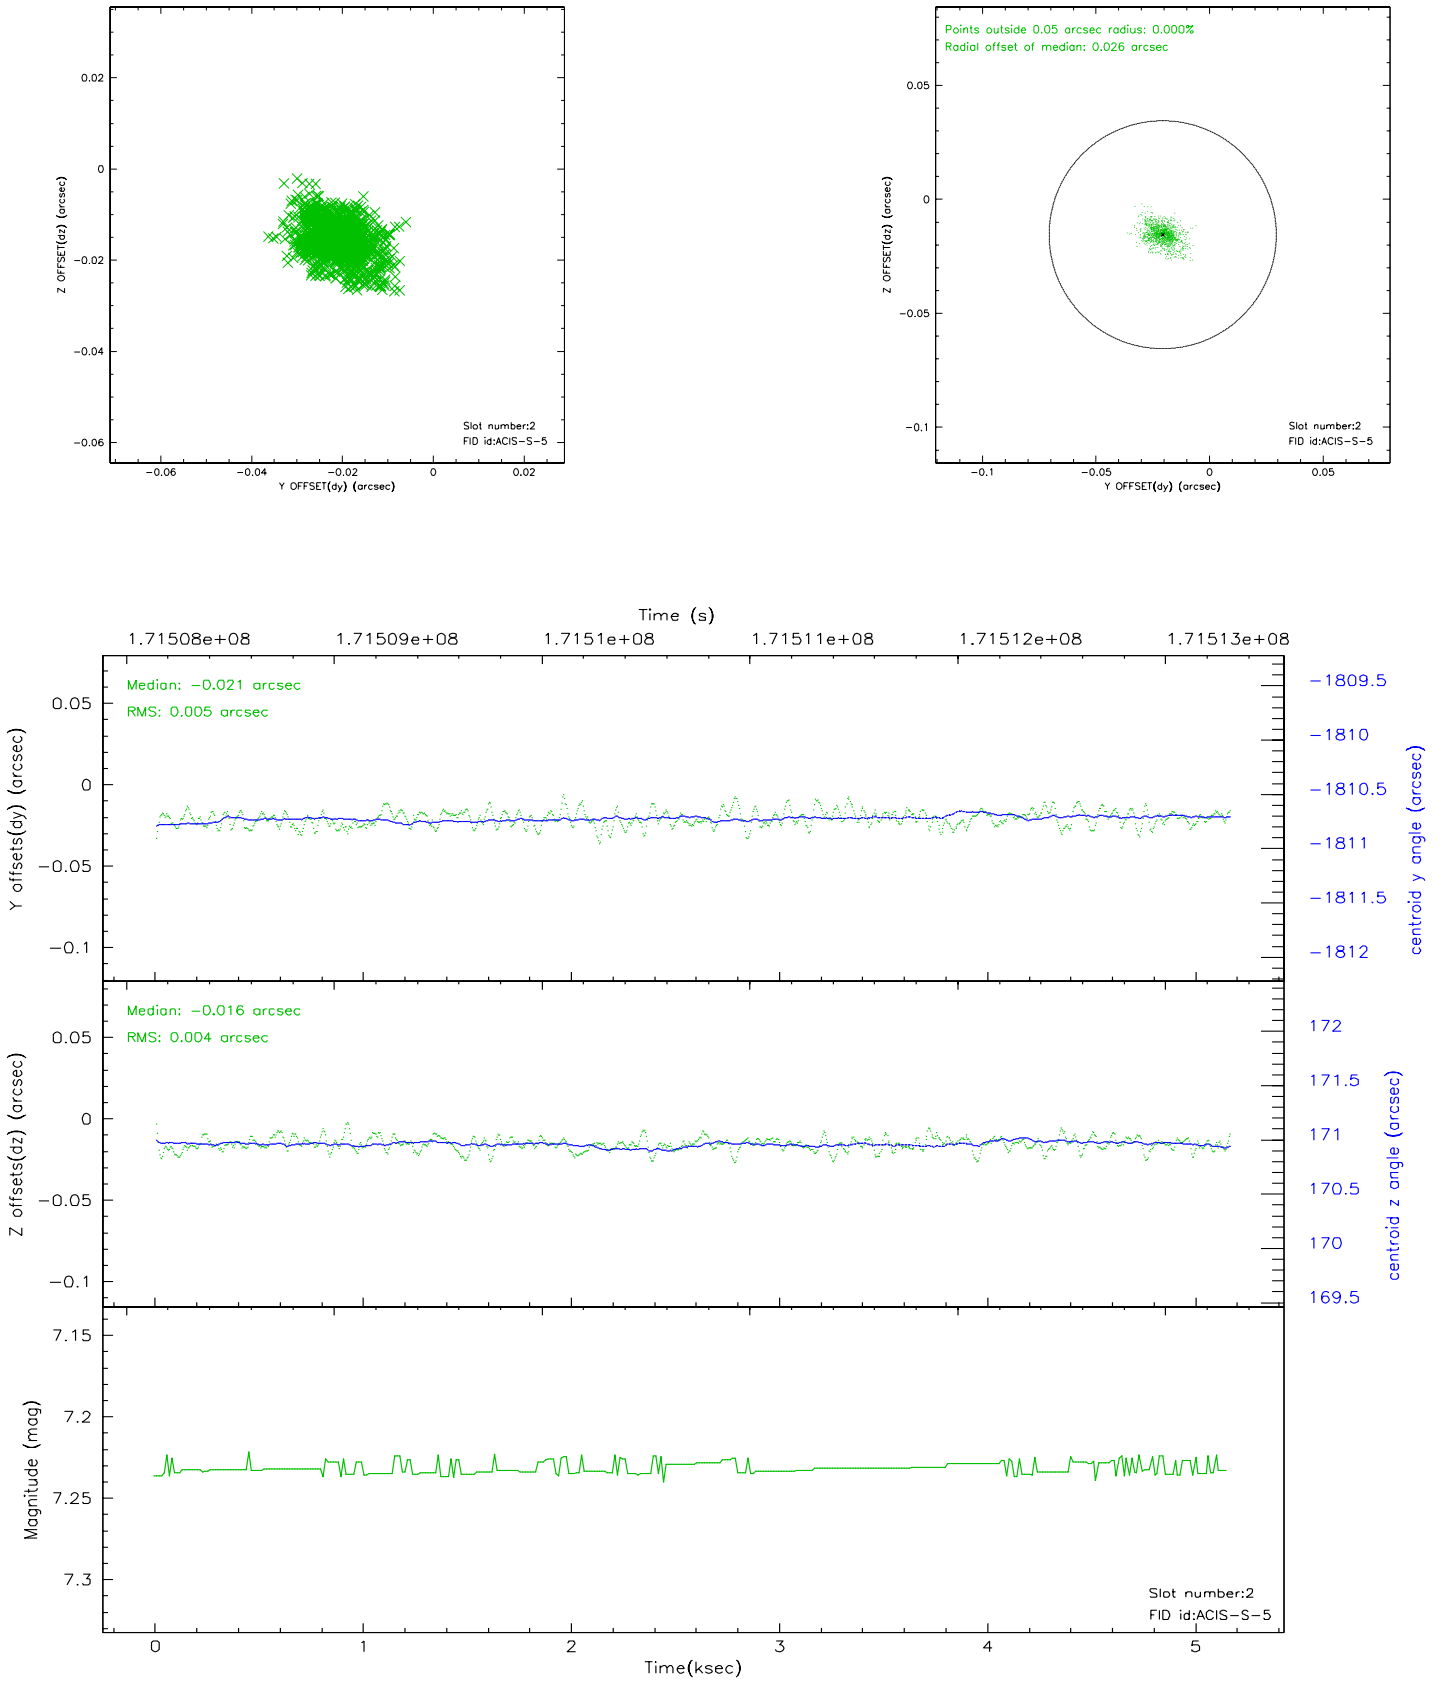 0.02
0
−0.02
−0.04
−0.06
Z OFFSET(dz) (arcsec)
Slot number:2
FID id:ACIS−S−5
−0.06
−0.04
−0.02
0
0.02
Y OFFSET(dy) (arcsec)
Points outside 0.05 arcsec radius: 0.000%
Radial offset of median: 0.026 arcsec
0.05
0
−0.05
−0.1
Z OFFSET(dz) (arcsec)
Slot number:2
FID id:ACIS−S−5
−0.1
−0.05
0
0.05
Y OFFSET(dy) (arcsec)
Time (s)
1.71508e+08
1.71509e+08
1.7151e+08
1.71511e+08
1.71512e+08
1.71513e+08
Median: −0.021 arcsec
RMS: 0.005 arcsec
0.05
0
−0.05
−0.1
Y offsets(dy) (arcsec)
−1809.5
−1810
−1810.5
−1811
−1811.5
−1812
centroid y angle (arcsec)
Median: −0.016 arcsec
RMS: 0.004 arcsec
0.05
0
−0.05
−0.1
Z offsets(dz) (arcsec)
172
171.5
171
170.5
170
169.5
centroid z angle (arcsec)
7.15
7.2
7.25
7.3
Magnitude (mag)
Slot number:2
FID id:ACIS−S−5
0
1
2
3
4
5
Time(ksec)